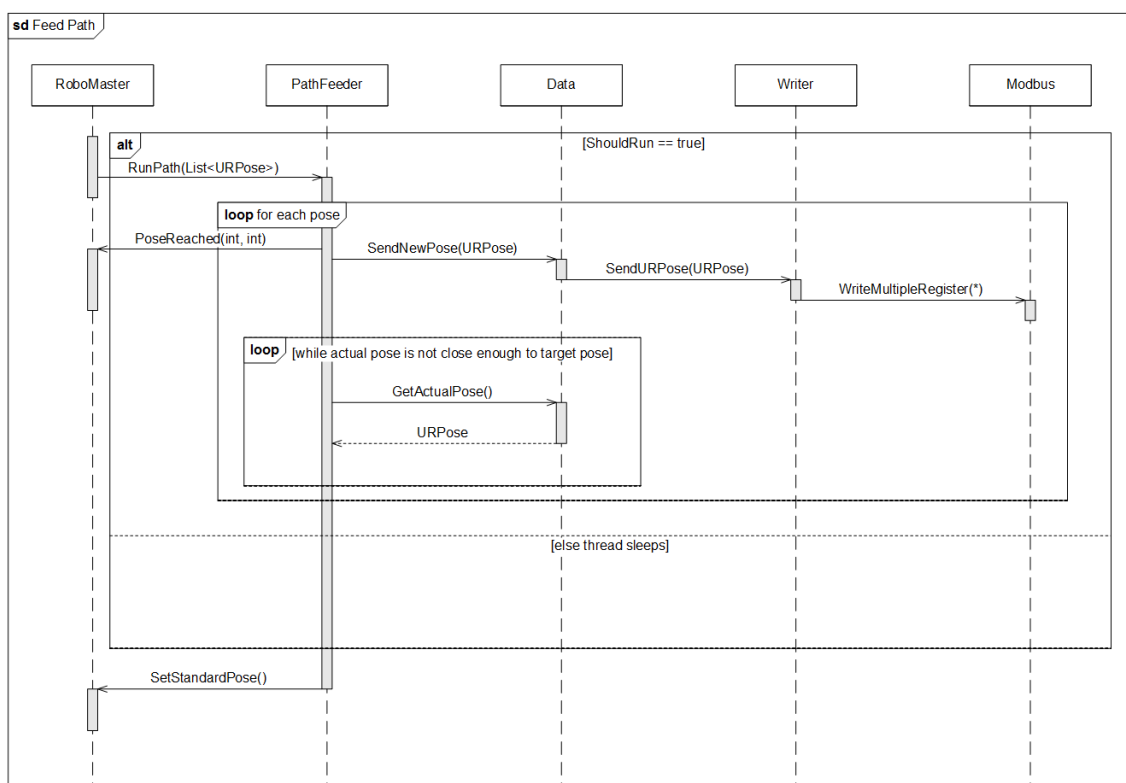 sd Feed Path
RoboMaster
PathFeeder
Data
Writer
Modbus
alt
[ShouldRun == true]
RunPath(List<URPose>)
loop for each pose
PoseReached(int, int)
SendNewPose(URPose)
SendURPose(URPose)
WriteMultipleRegister(*)
loop [while actual pose is not close enough to target pose]
GetActualPose()
URPose
[else thread sleeps]
SetStandardPose()